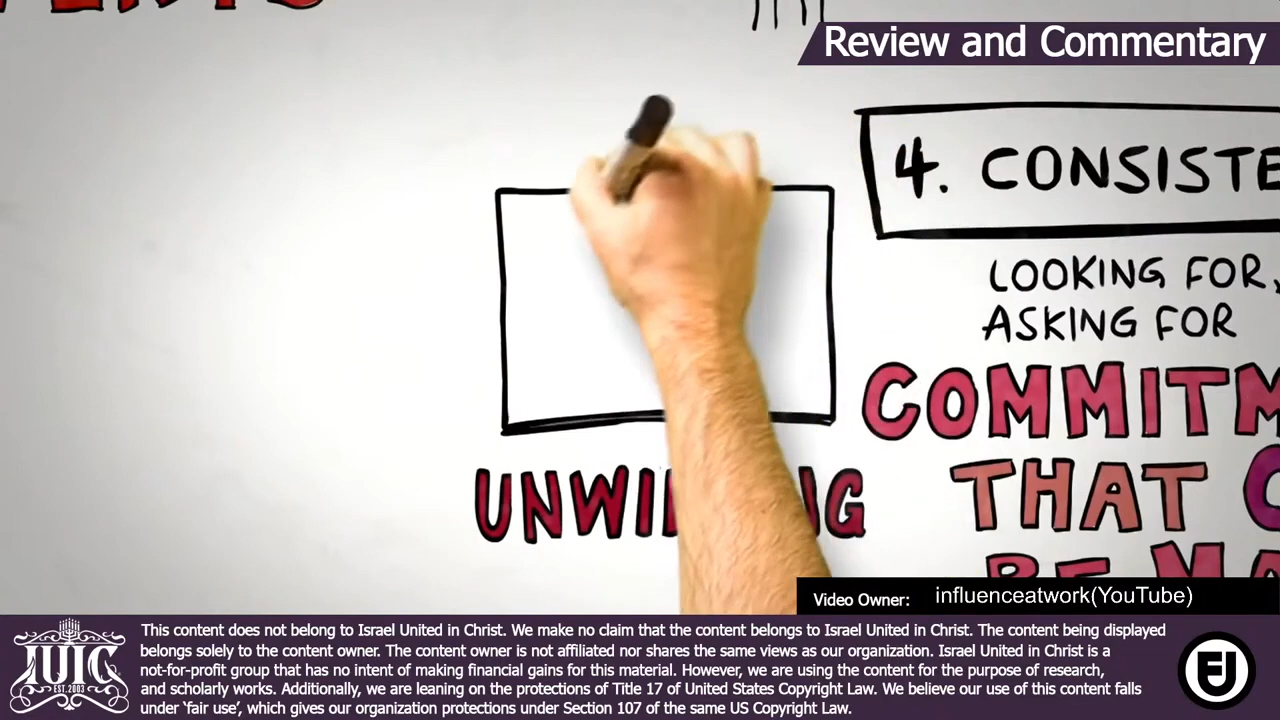 Review and Commentary
4. CONSISTE
LOOKING FOR,
ASKING FOR
COMMITM
THAT
UNWI NG
BE MA
Video Owner: influenceatwork(YouTube)
This content does not belong to Israel United in Christ. We make no claim that the content belongs to Israel United in Christ. The content being displayed
belongs solely to the content owner. The content owner is not affiliated nor shares the same views as our organization. Israel United in Christ is a
not-for-profit group that has no intent of making financial gains for this material. However, we are using the content for the purpose of research,
and scholarly works. Additionally, we are leaning on the protections of Title 17 of United States Copyright Law. We believe our use of this content falls
under 'fair use', which gives our organization protections under Section 107 of the same US Copyright Law.
IUIC
EST. 2003